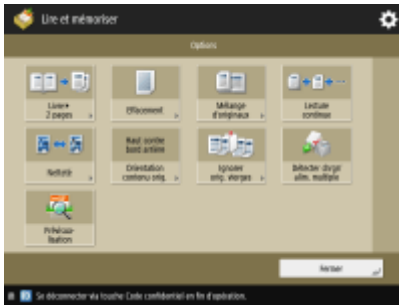 Lire et mémoriser
Options
Livre ▸
2 pages
Effacement
Mélange
d'originaux
Lecture
continue
Netteté
Haut contre
bord arrière
Orientation
contenu orig.
Ignorer
orig. vierges
Détecter chrgt
alim. multiple
Prévisua-
lisation
Fermer
Se déconnecter via touche Code confidentiel en fin d'opération.